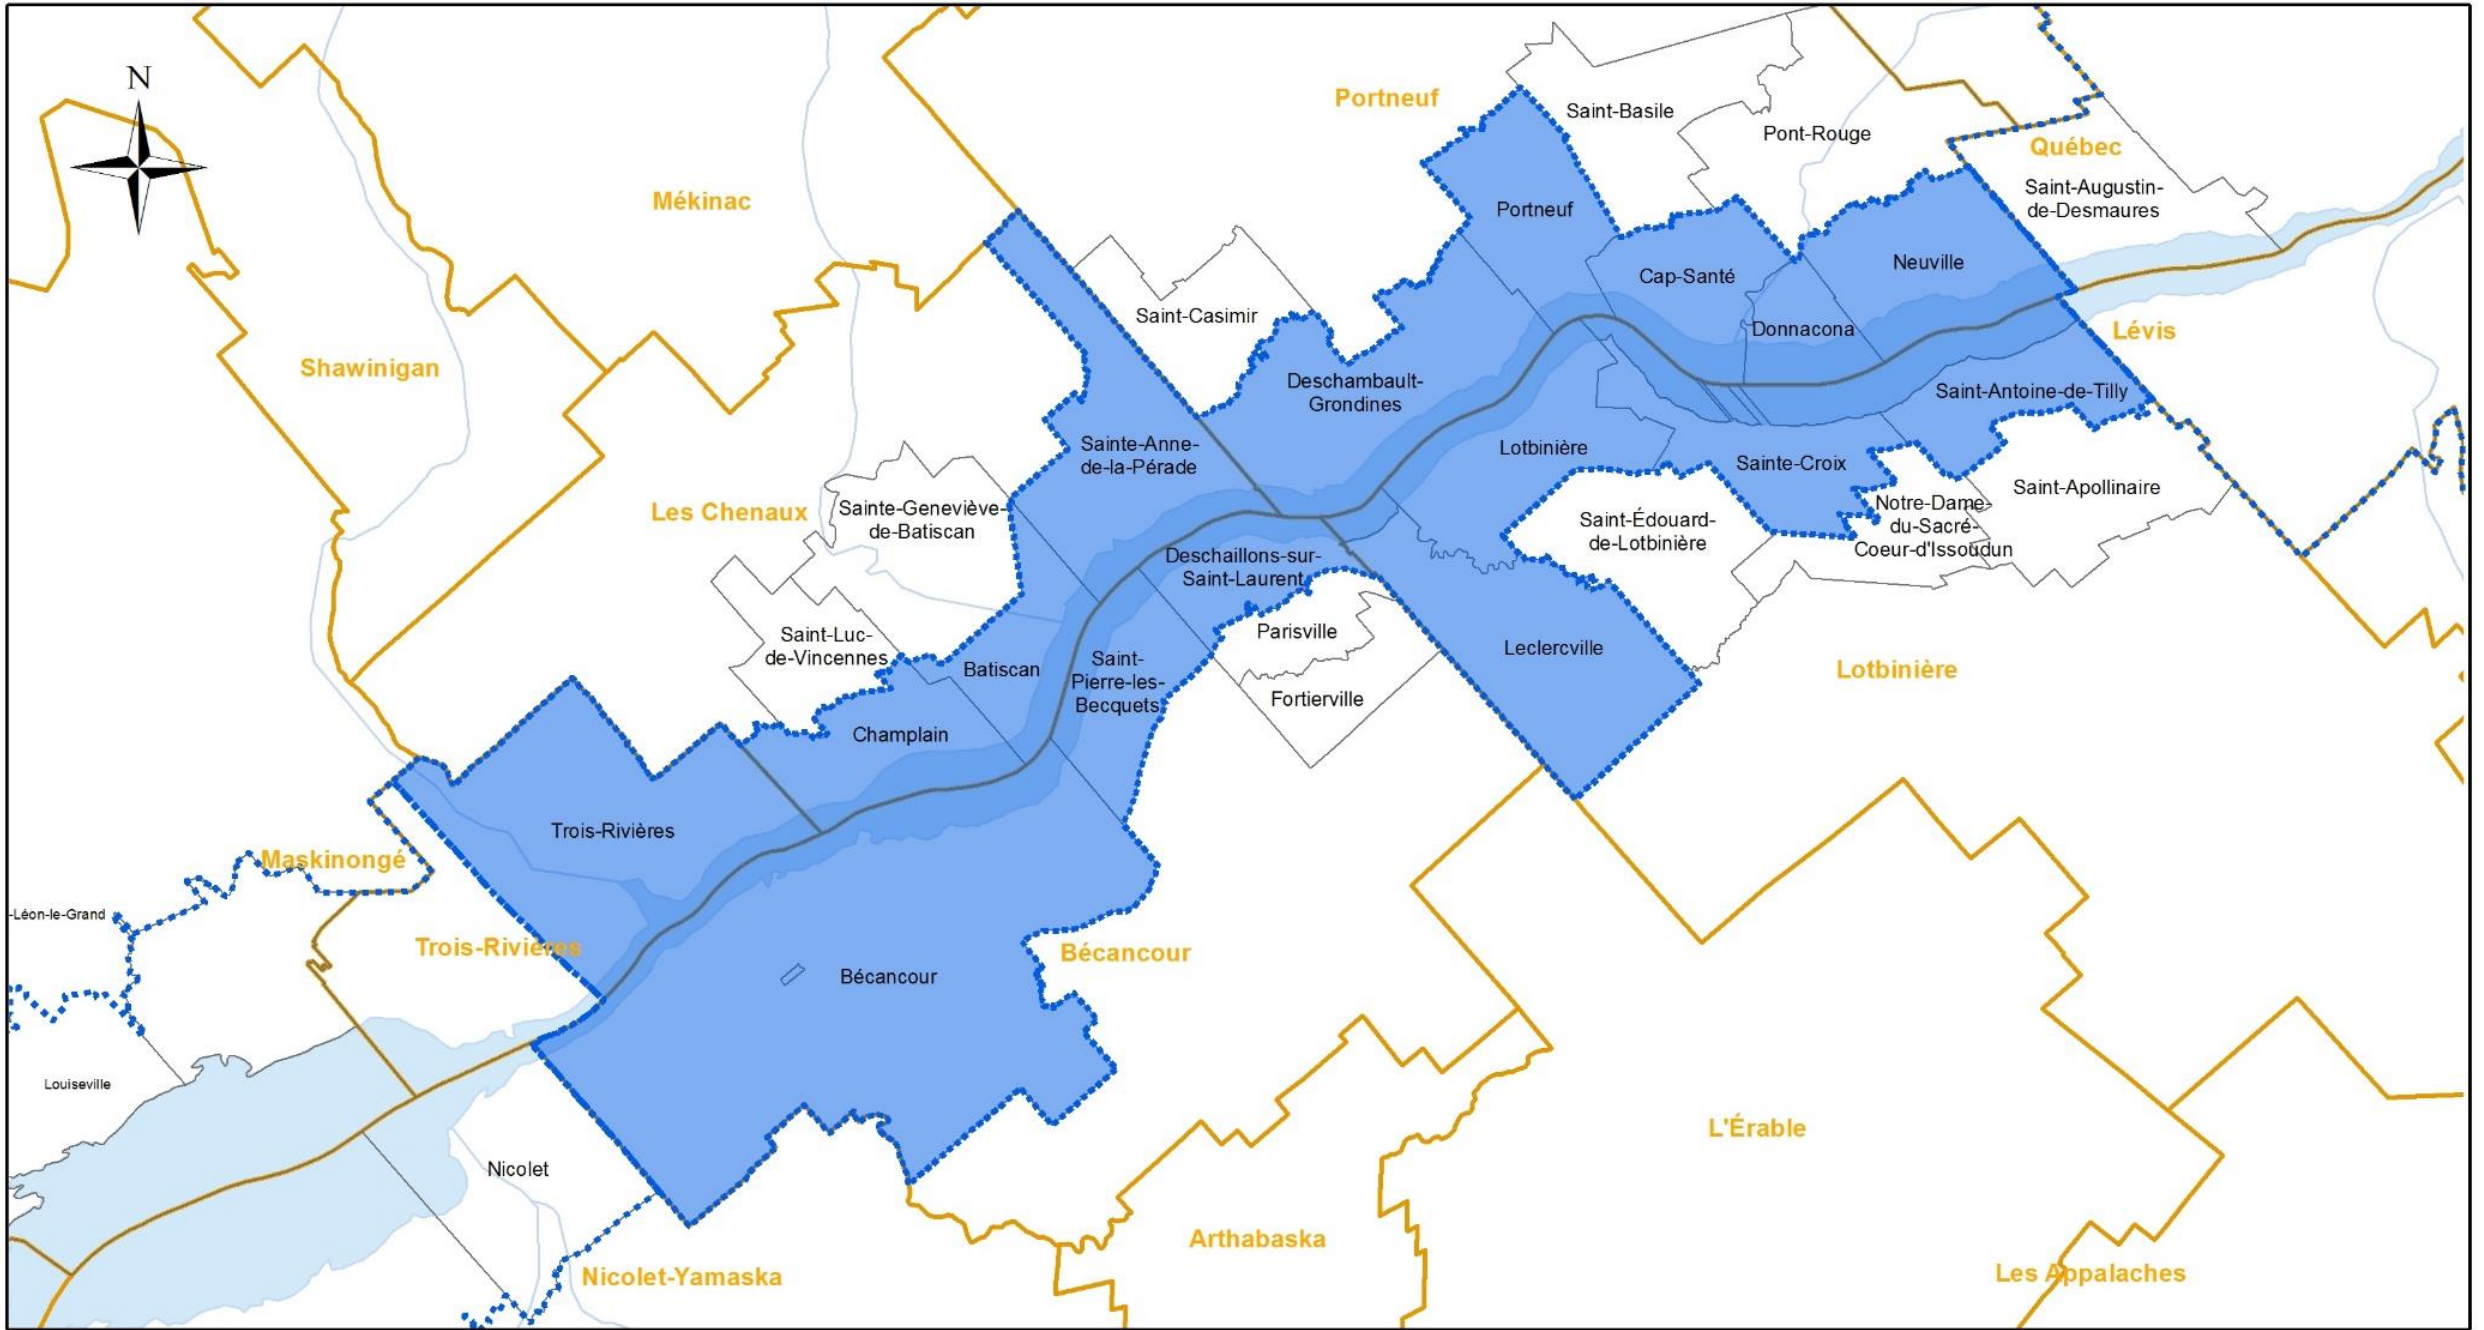 N
Portneuf
Saint-Basile
Pont-Rouge
Québec
Saint-Augustin-
de-Desmaures
Mékinac
Portneuf
Neuville
Cap-Santé
Saint-Casimir
Donnacona
Lévis
Shawinigan
Deschambault-
Grondines
Saint-Antoine-de-Tilly
Sainte-Anne-
de-la-Pérade
Lotbinière
Sainte-Croix
Saint-Apollinaire
Les Chenaux
Sainte-Geneviève-
de-Batiscan
Saint-Édouard-
de-Lotbinière
Notre-Dame-
du-Sacré-
Coeur-d'Issoudun
Deschaillons-sur-
Saint-Laurent
Saint-Luc-
de-Vincennes
Parisville
Leclercville
Batiscan
Saint-
Pierre-les-
Becquets
Lotbinière
Fortierville
Champlain
Trois-Rivières
Maskinongé
-Léon-le-Grand
Trois-Rivières
Bécancour
Bécancour
Louiseville
L'Érable
Nicolet
Arthabaska
Nicolet-Yamaska
Les Appalaches